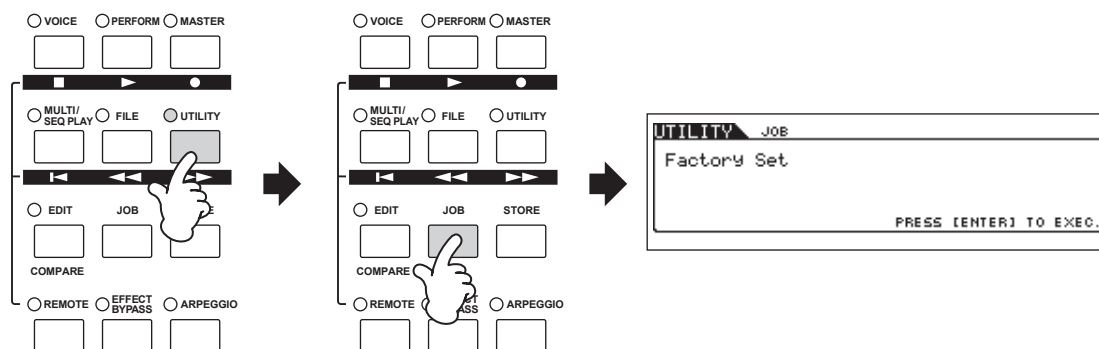 VOICE PERFORM MASTER
MULTI/
SEQ PLAY FILE UTILITY
EDIT JOB
COMPARE
REMOTE EFFECT
BYPASS ARPEGGIO
VOICE PERFORM MASTER
MULTI/
SEQ PLAY FILE UTILITY
EDIT JOB STORE
COMPARE
REMOTE ARPEGGIO
UTILITY JOB
Factory Set
PRESS [ENTER] TO EXEC.